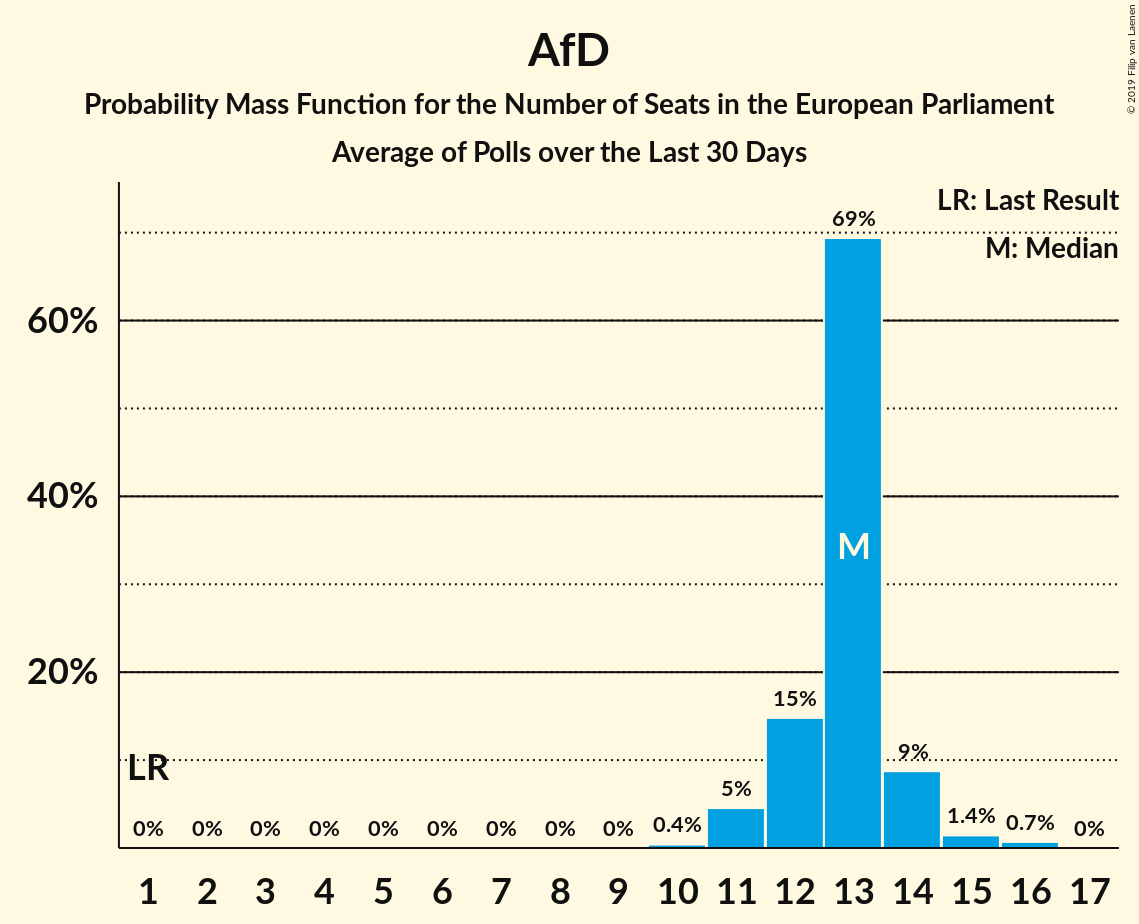 AfD
Probability Mass Function for the Number of Seats in the European Parliament
Average of Polls over the Last 30 Days
© 2019 Filip van Laenen
LR: Last Result
M: Median
69%
60%
40%
M
20%
15%
9%
LR
5%
0% 0% 0% 0% 0% 0% 0% 0% 0% 0.4% 1.4% 0.7% 0%
1 2 3 4 5 6 7 8 9 10 11 12 13 14 15 16 17